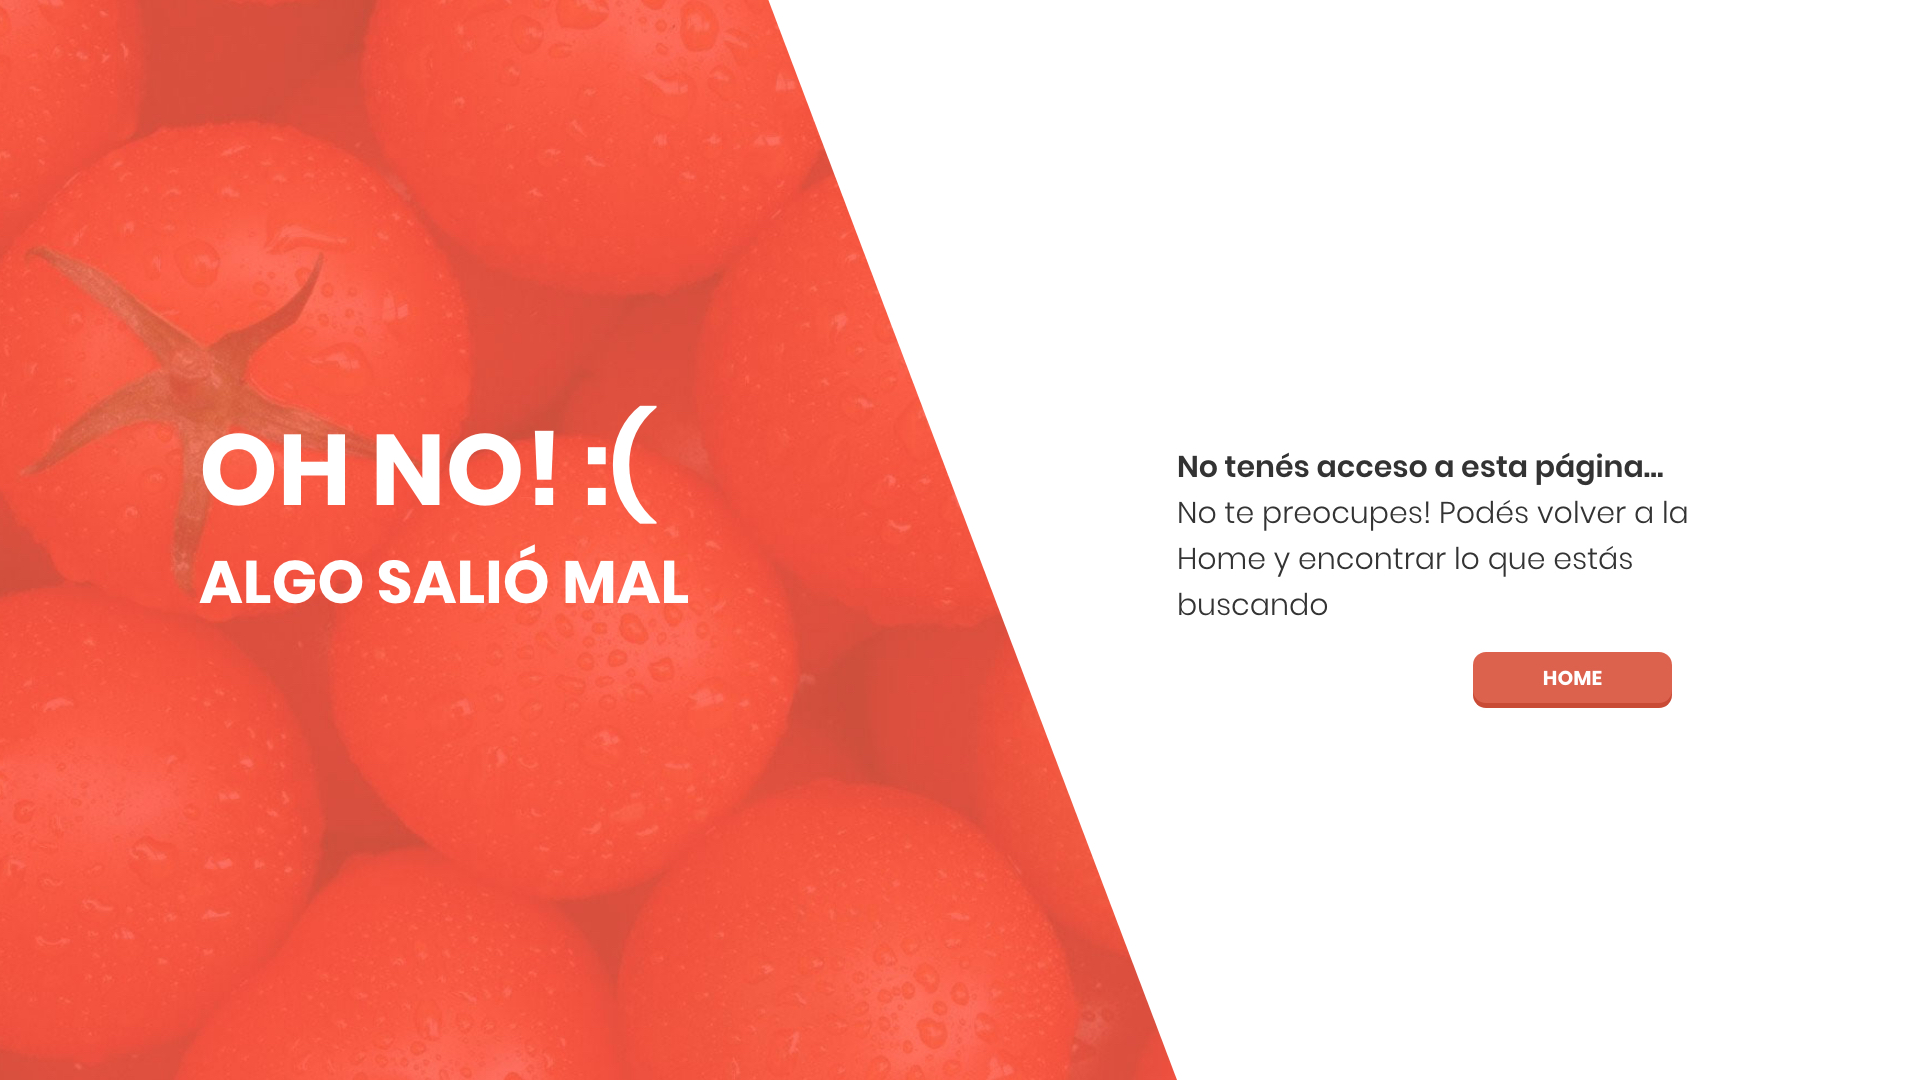 OH NO! :(
ALGO SALIÓ MAL
No tenés acceso a esta página...
No te preocupes! Podés volver a la
Home y encontrar lo que estás
buscando
HOME